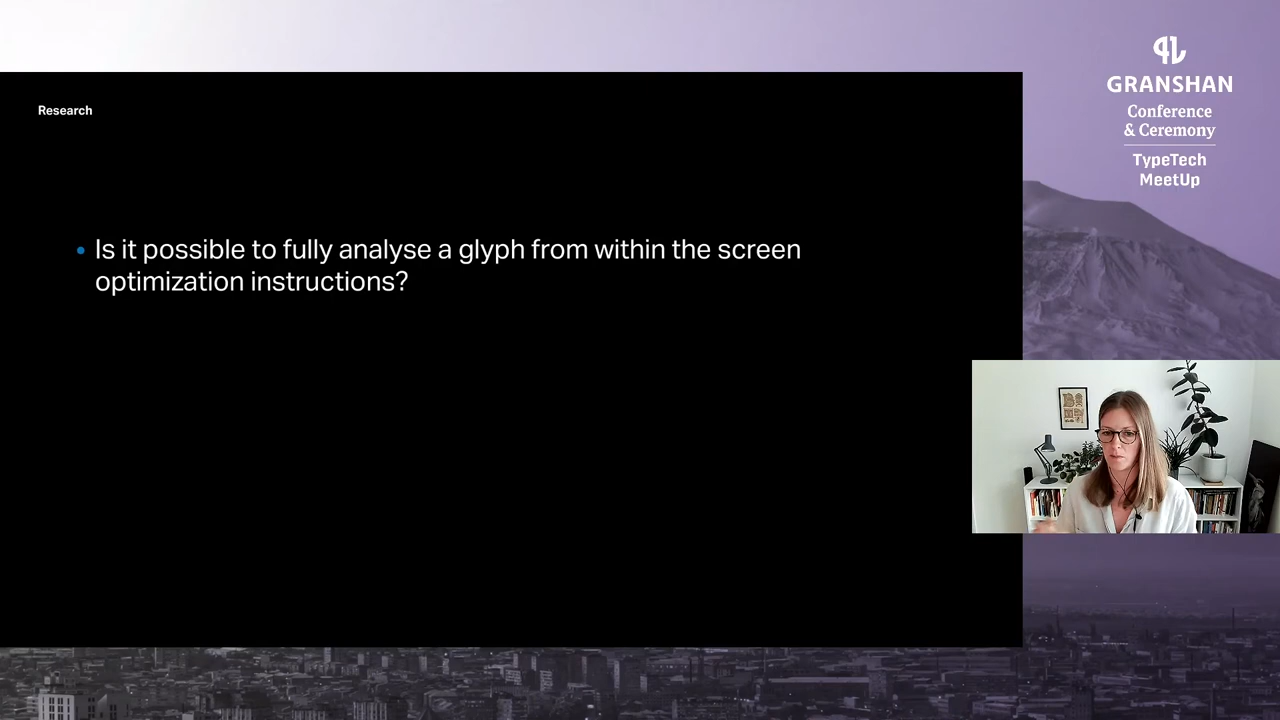 Research
• Is it possible to fully analyse a glyph from within the screen
optimization instructions?
GRANSHAN
Conference
& Ceremony
TypeTech
MeetUp